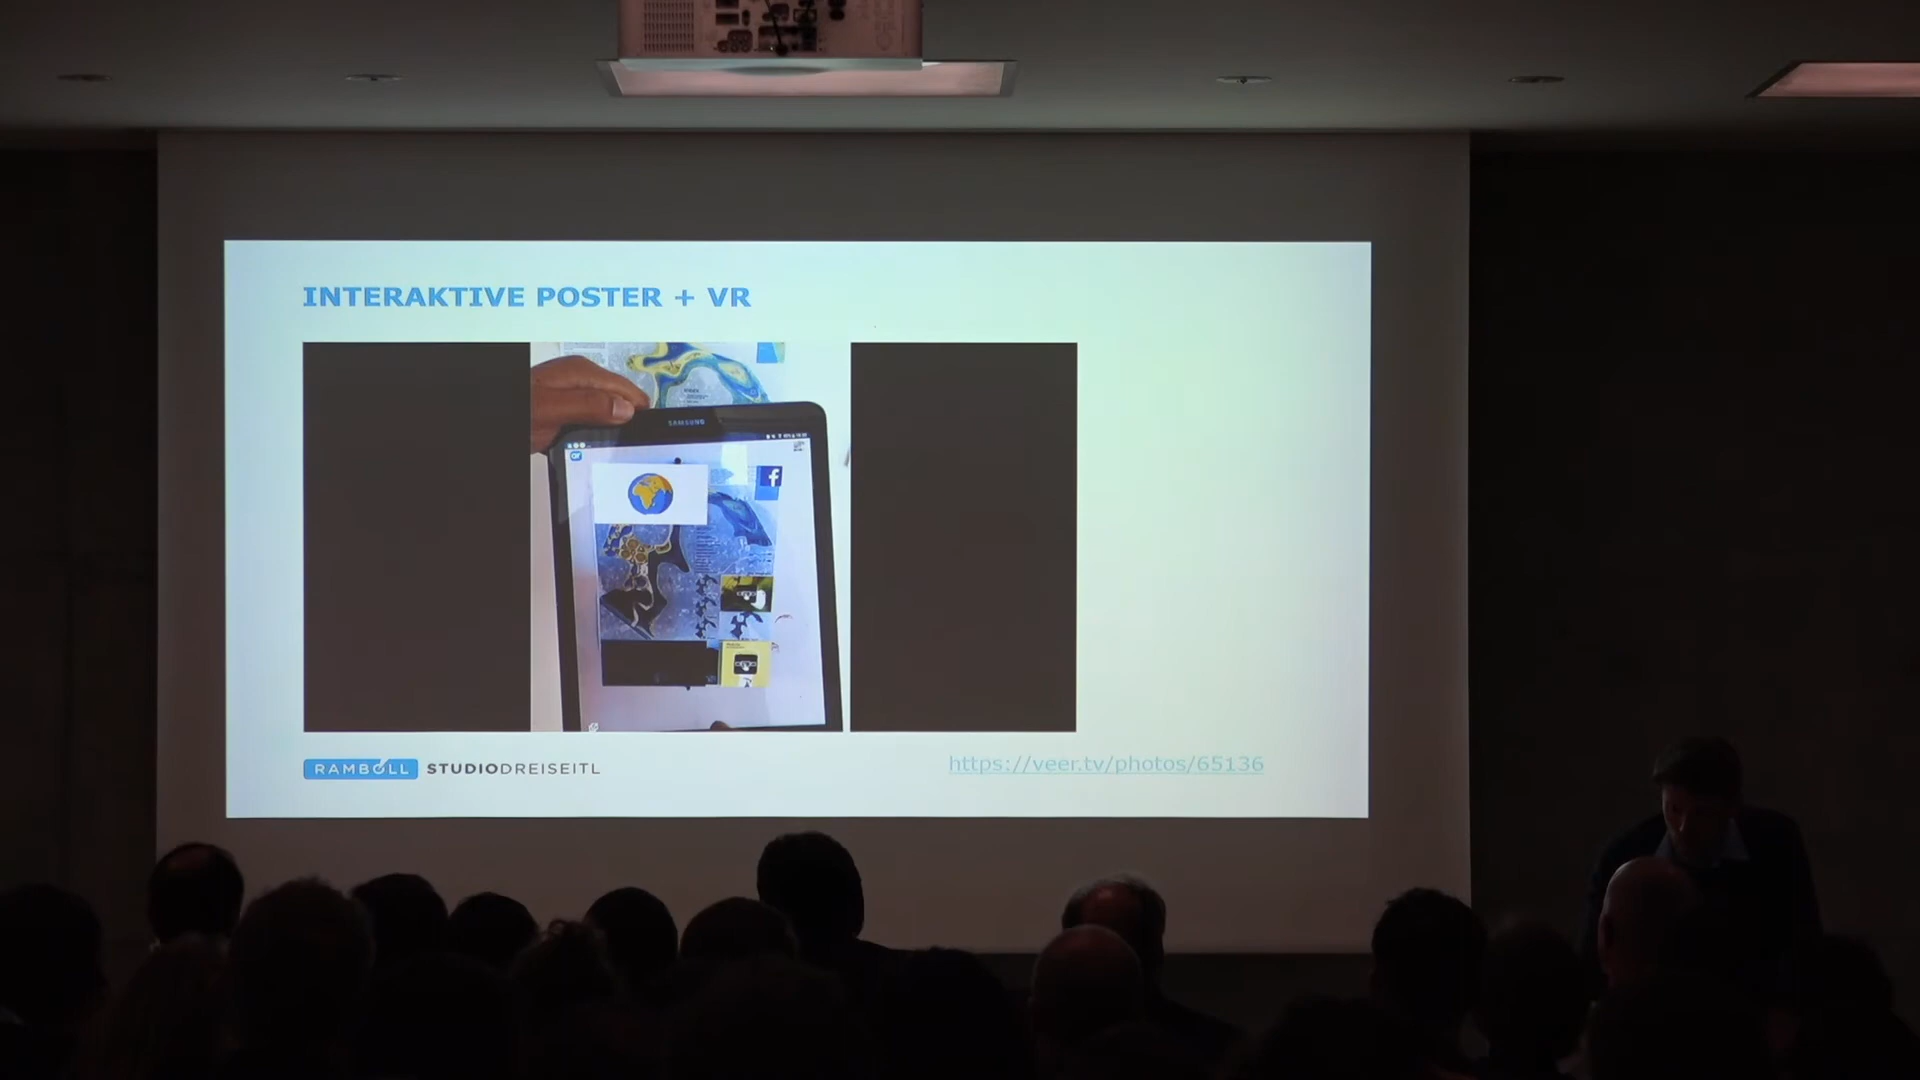 INTERAKTIVE POSTER + VR
SAMSUNG
f
RAMBOLL STUDIODREISEITL
https://veer.tv/photos/65136